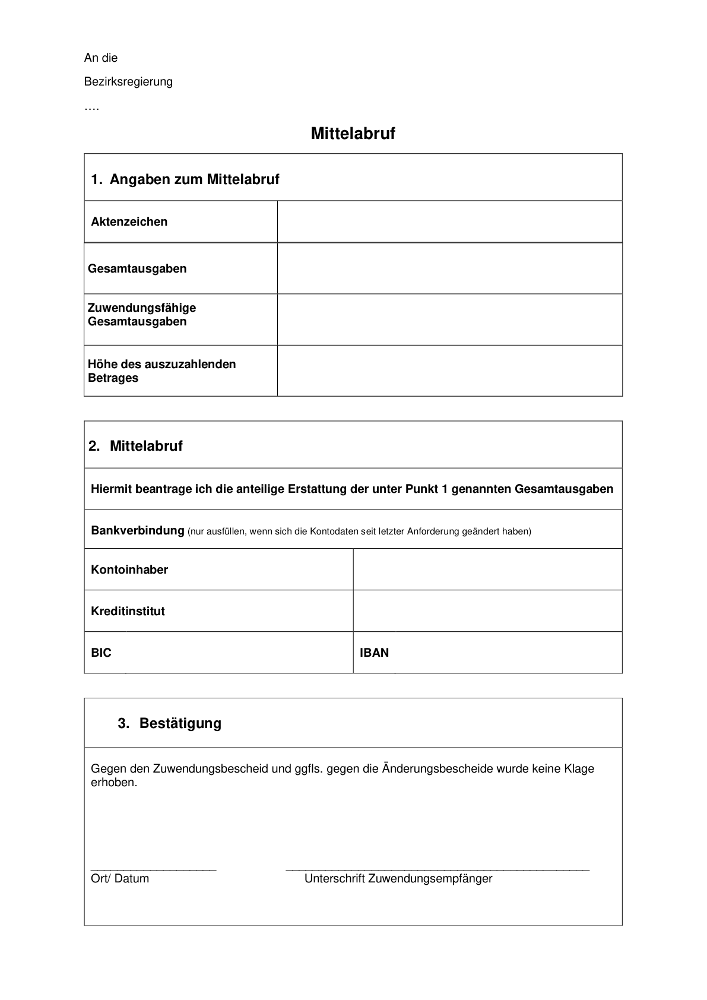 An die
Bezirksregierung
….
Mittelabruf
1. Angaben zum Mittelabruf
Aktenzeichen
Gesamtausgaben
Zuwendungsfähige
Gesamtausgaben
Höhe des auszuzahlenden
Betrages
2. Mittelabruf
Hiermit beantrage ich die anteilige Erstattung der unter Punkt 1 genannten Gesamtausgaben
Bankverbindung (nur ausfüllen, wenn sich die Kontodaten seit letzter Anforderung geändert haben)
Kontoinhaber
Kreditinstitut
BIC IBAN
3. Bestätigung
Gegen den Zuwendungsbescheid und ggfls. gegen die Änderungsbescheide wurde keine Klage
erhoben.
___________________ ______________________________________________
Ort/ Datum Unterschrift Zuwendungsempfänger